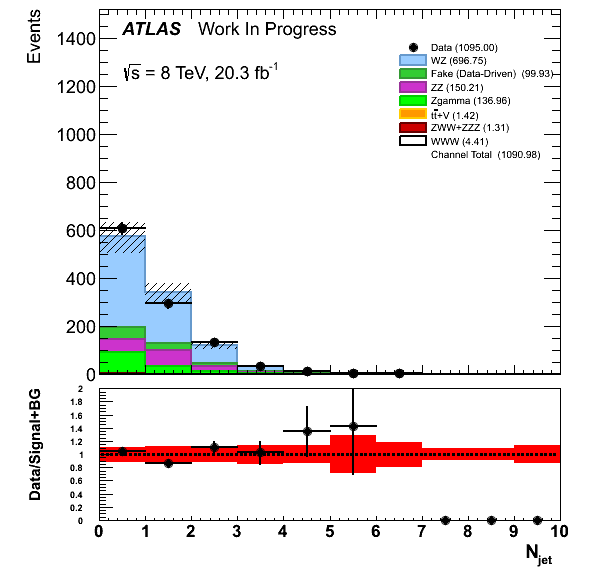 ATLAS Work In Progress
√s = 8 TeV, 20.3 fb⁻¹
Data (1095.00)
WZ (696.75)
Fake (Data-Driven) (99.93)
ZZ (150.21)
Zgamma (136.96)
tt̄+V (1.42)
ZWW+ZZZ (1.31)
WWW (4.41)
Channel Total (1090.98)
Events
1400
1200
1000
800
600
400
200
0
Data/Signal+BG
2
1.8
1.6
1.4
1.2
1
0.8
0.6
0.4
0.2
0
0 1 2 3 4 5 6 7 8 9 10
N_jet